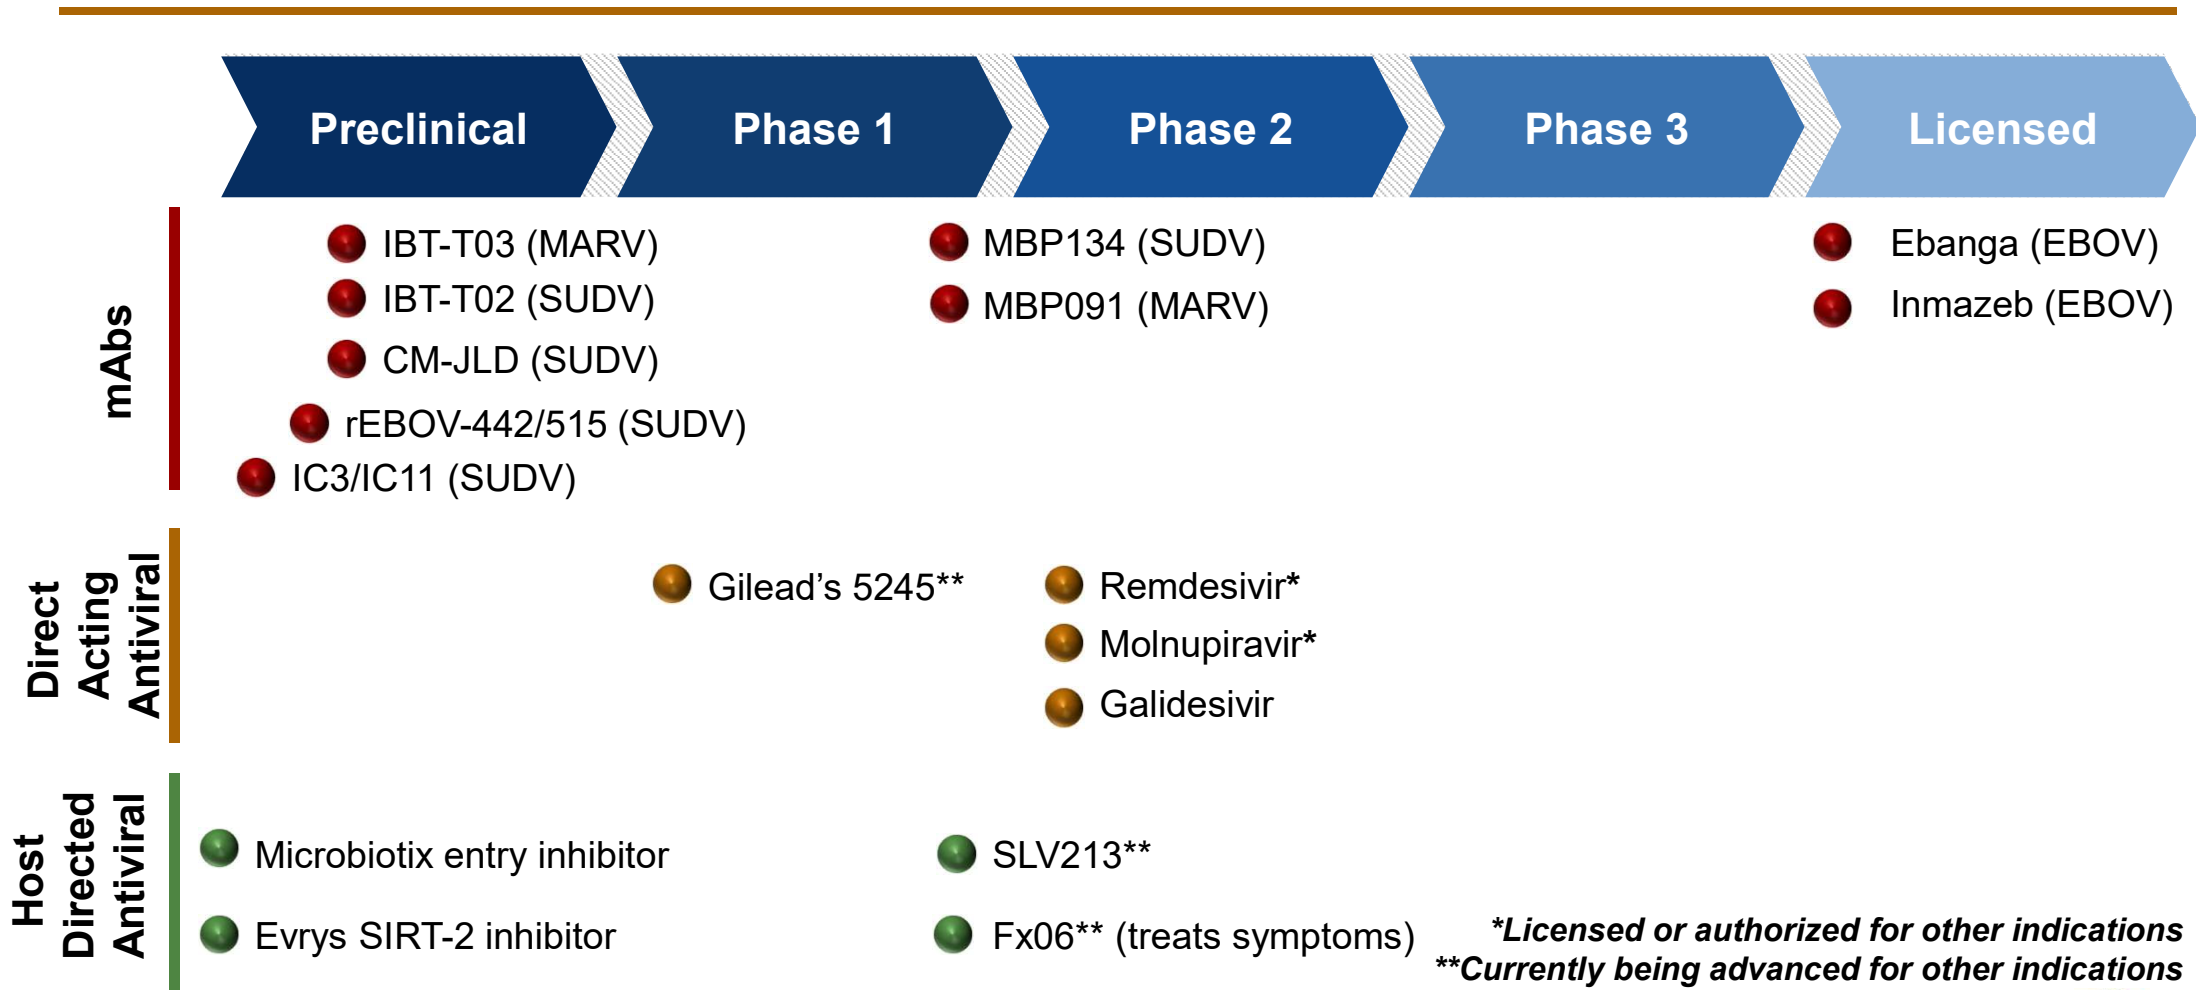 Preclinical
Phase 1
Phase 2
Phase 3
Licensed
mAbs
IBT-T03 (MARV)
IBT-T02 (SUDV)
CM-JLD (SUDV)
rEBOV-442/515 (SUDV)
IC3/IC11 (SUDV)
MBP134 (SUDV)
MBP091 (MARV)
Ebanga (EBOV)
Inmazeb (EBOV)
Direct
Acting
Antiviral
Gilead’s 5245**
Remdesivir*
Molnupiravir*
Galidesivir
Host
Directed
Antiviral
Microbiotix entry inhibitor
Evrys SIRT-2 inhibitor
SLV213**
Fx06** (treats symptoms)
*Licensed or authorized for other indications
**Currently being advanced for other indications